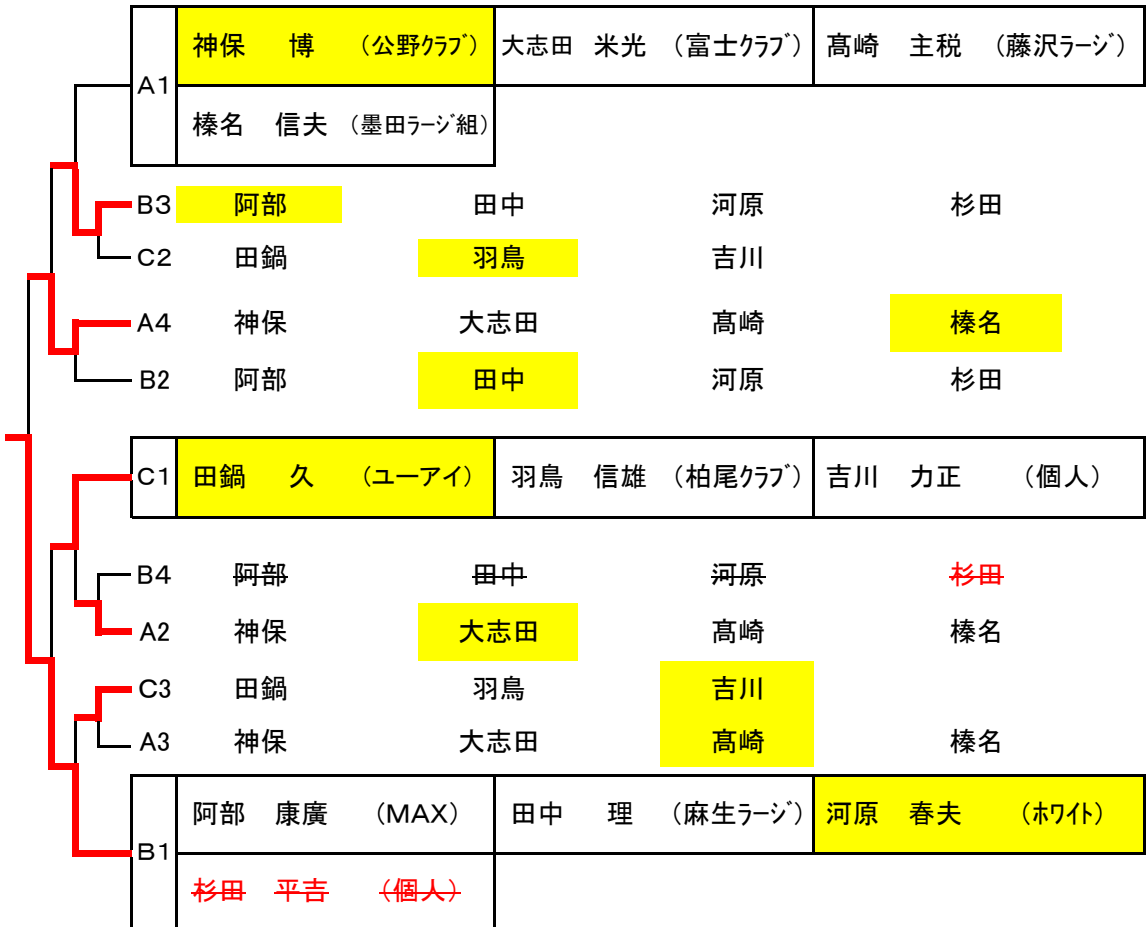 A1 神保 博 (公野クラブ) 大志田 米光 (富士クラブ) 髙崎 主税 (藤沢ラージ)
榛名 信夫 (墨田ラージ組)
B3 阿部 田中 河原 杉田
C2 田鍋 羽鳥 吉川
A4 神保 大志田 髙崎 榛名
B2 阿部 田中 河原 杉田
C1 田鍋 久 (ユーアイ) 羽鳥 信雄 (柏尾クラブ) 吉川 力正 (個人)
B4 阿部 田中 河原 杉田
A2 神保 大志田 髙崎 榛名
C3 田鍋 羽鳥 吉川
A3 神保 大志田 髙崎 榛名
B1 阿部 康廣 (MAX) 田中 理 (麻生ラージ) 河原 春夫 (ホワイト)
杉田 平吉 (個人)